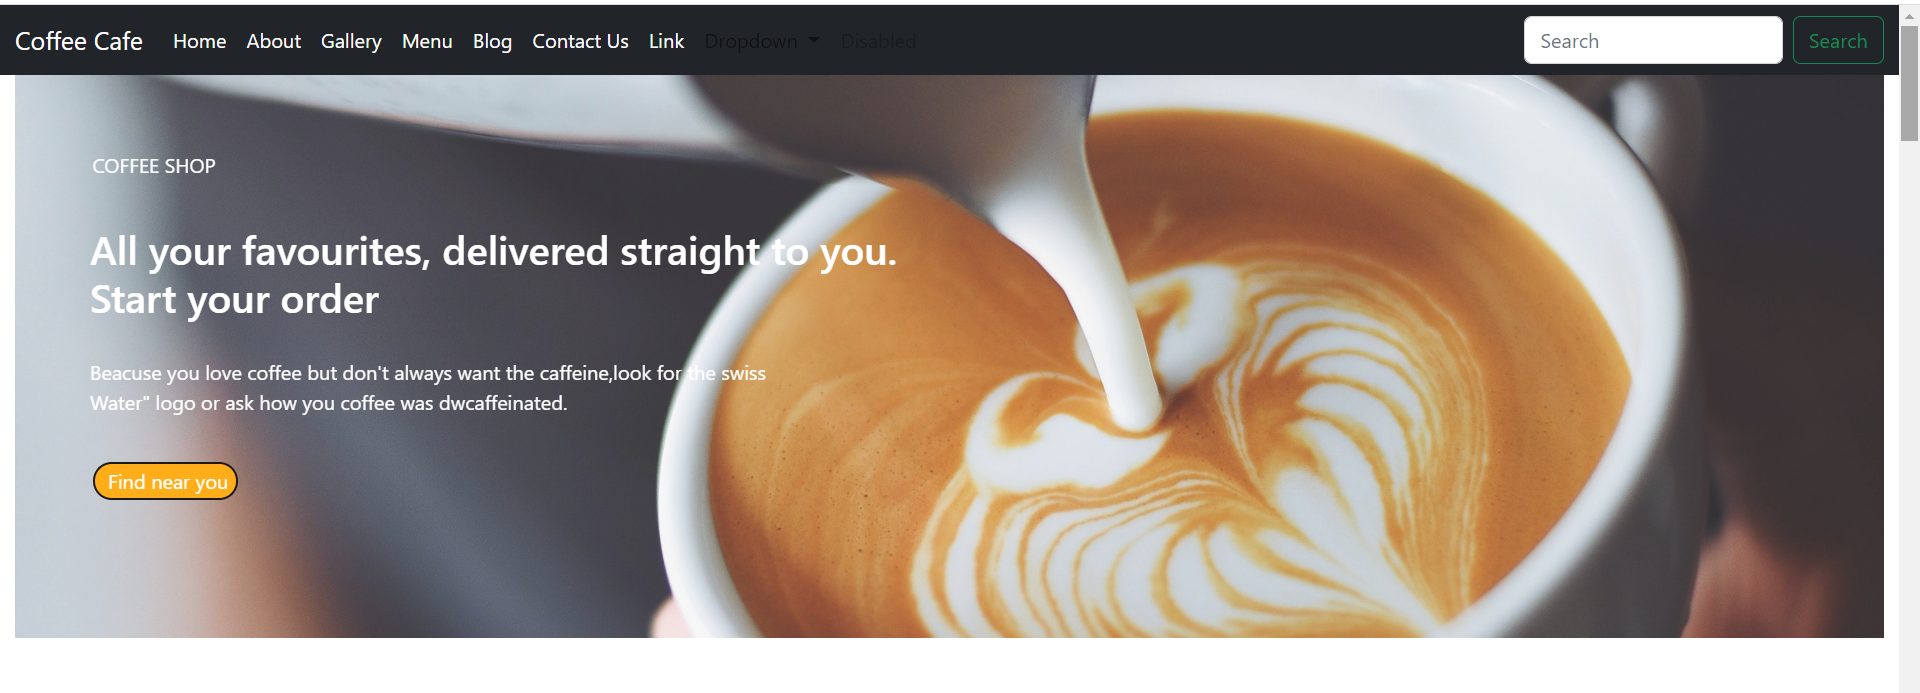 Coffee Cafe Home About Gallery Menu Blog Contact Us Link Dropdown Disabled Search Search
COFFEE SHOP
All your favourites, delivered straight to you.
Start your order
Beacuse you love coffee but don't always want the caffeine,look for the swiss
Water" logo or ask how you coffee was dwcaffeinated.
Find near you